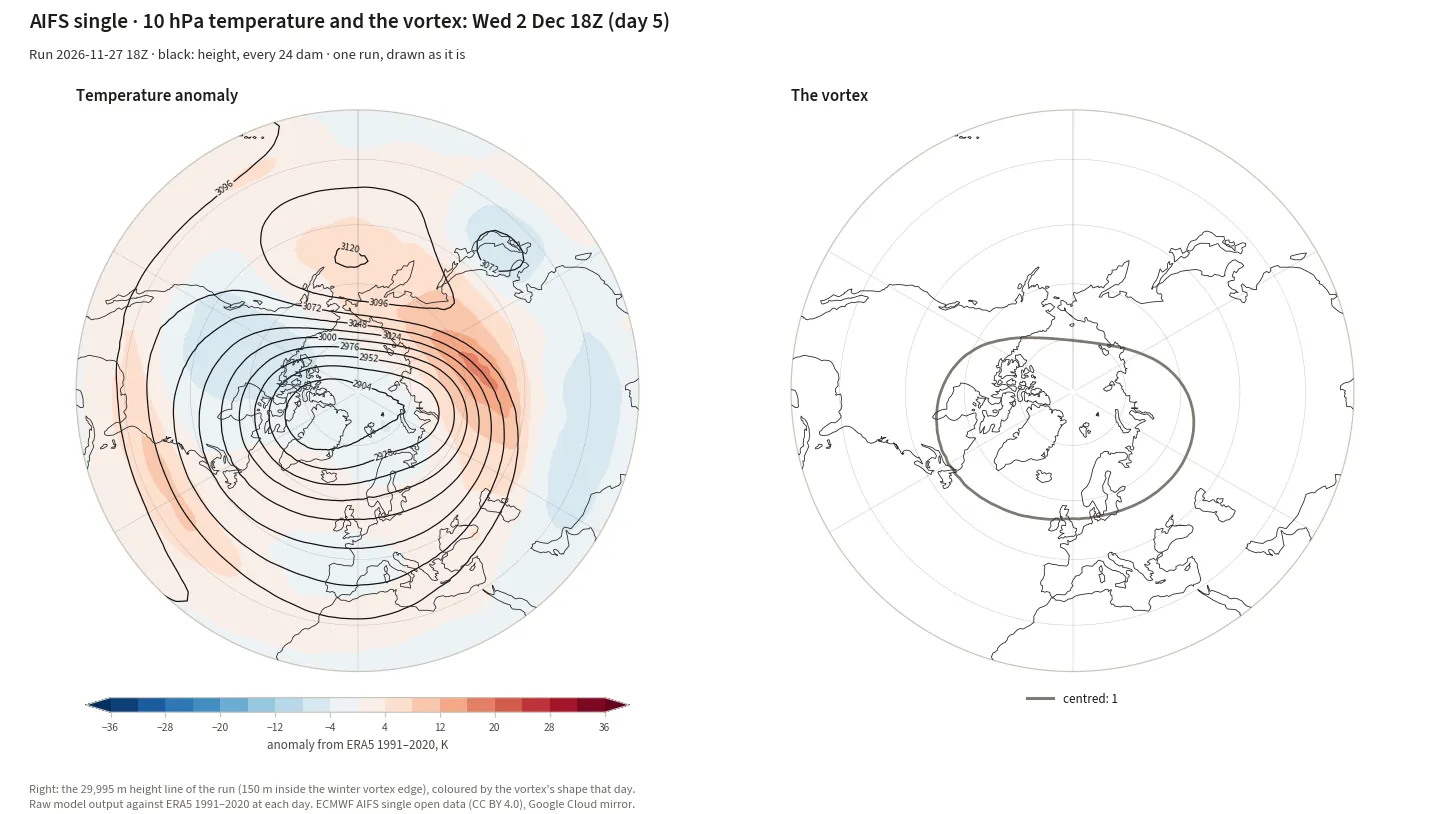 AIFS single · 10 hPa temperature and the vortex: Wed 2 Dec 18Z (day 5)
Run 2026-11-27 18Z · black: height, every 24 dam · one run, drawn as it is
Temperature anomaly
The vortex
3096
3120
3072
3096
3072
3048
3024
3000
2976
2952
2904
2928
−36 −28 −20 −12 −4 4 12 20 28 36
anomaly from ERA5 1991–2020, K
centred: 1
Right: the 29,995 m height line of the run (150 m inside the winter vortex edge), coloured by the vortex's shape that day.
Raw model output against ERA5 1991–2020 at each day. ECMWF AIFS single open data (CC BY 4.0), Google Cloud mirror.